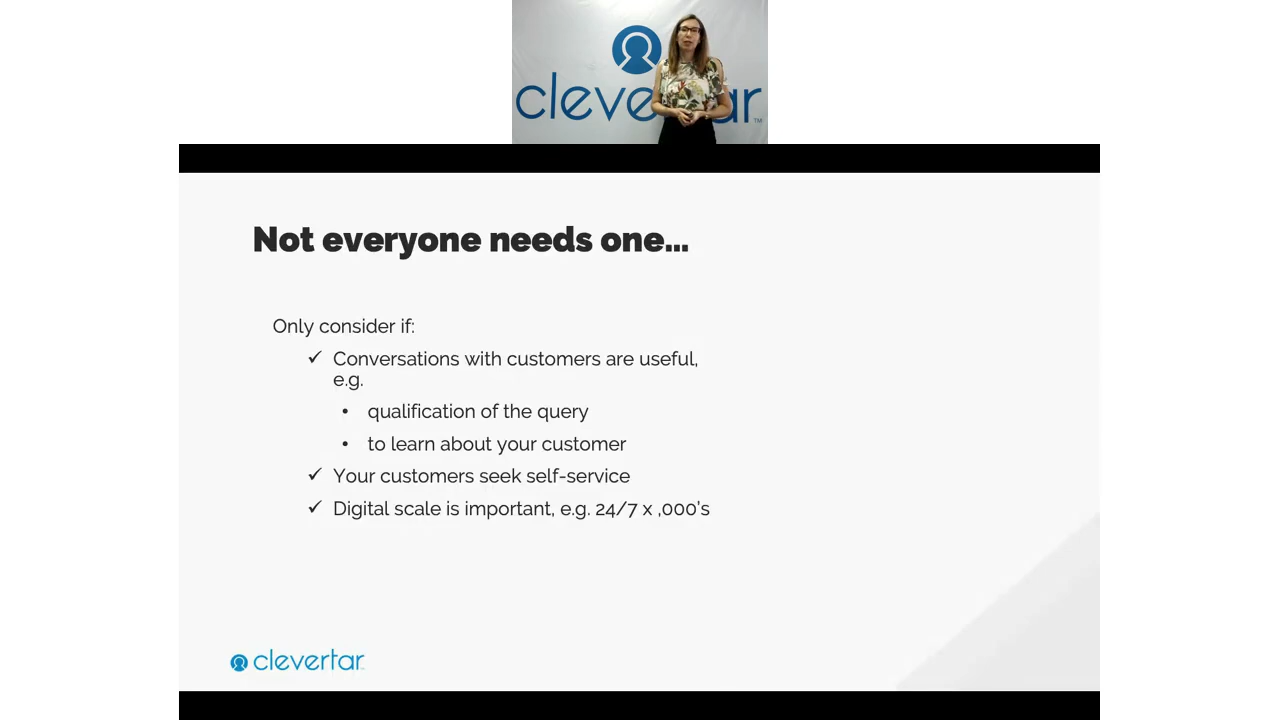 clevertar
TM
Not everyone needs one...
Only consider if:
✓ Conversations with customers are useful,
e.g.
• qualification of the query
• to learn about your customer
✓ Your customers seek self-service
✓ Digital scale is important, e.g. 24/7 x ,000's
clevertar